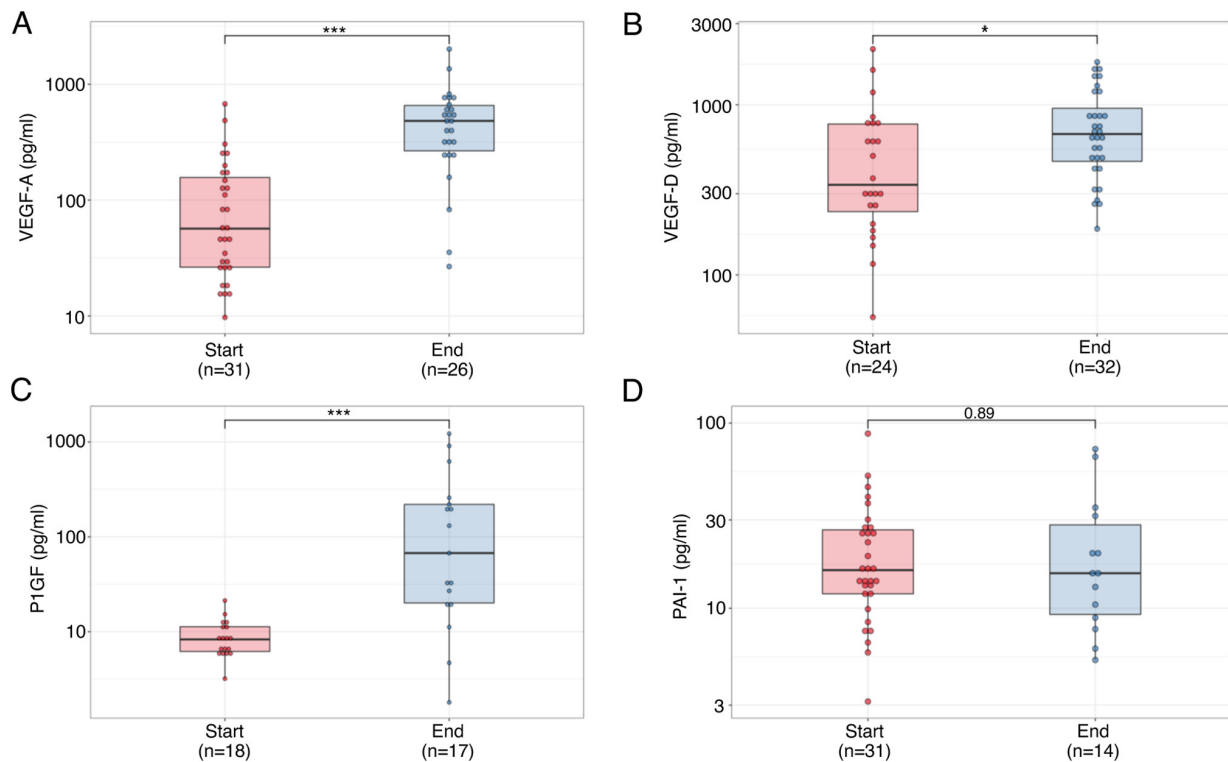 A
***
VEGF-A (pg/ml)
1000
100
10
Start
(n=31)
End
(n=26)
B
*
VEGF-D (pg/ml)
3000
1000
300
100
Start
(n=24)
End
(n=32)
C
***
P1GF (pg/ml)
1000
100
10
Start
(n=18)
End
(n=17)
D
0.89
PAI-1 (pg/ml)
100
30
10
3
Start
(n=31)
End
(n=14)